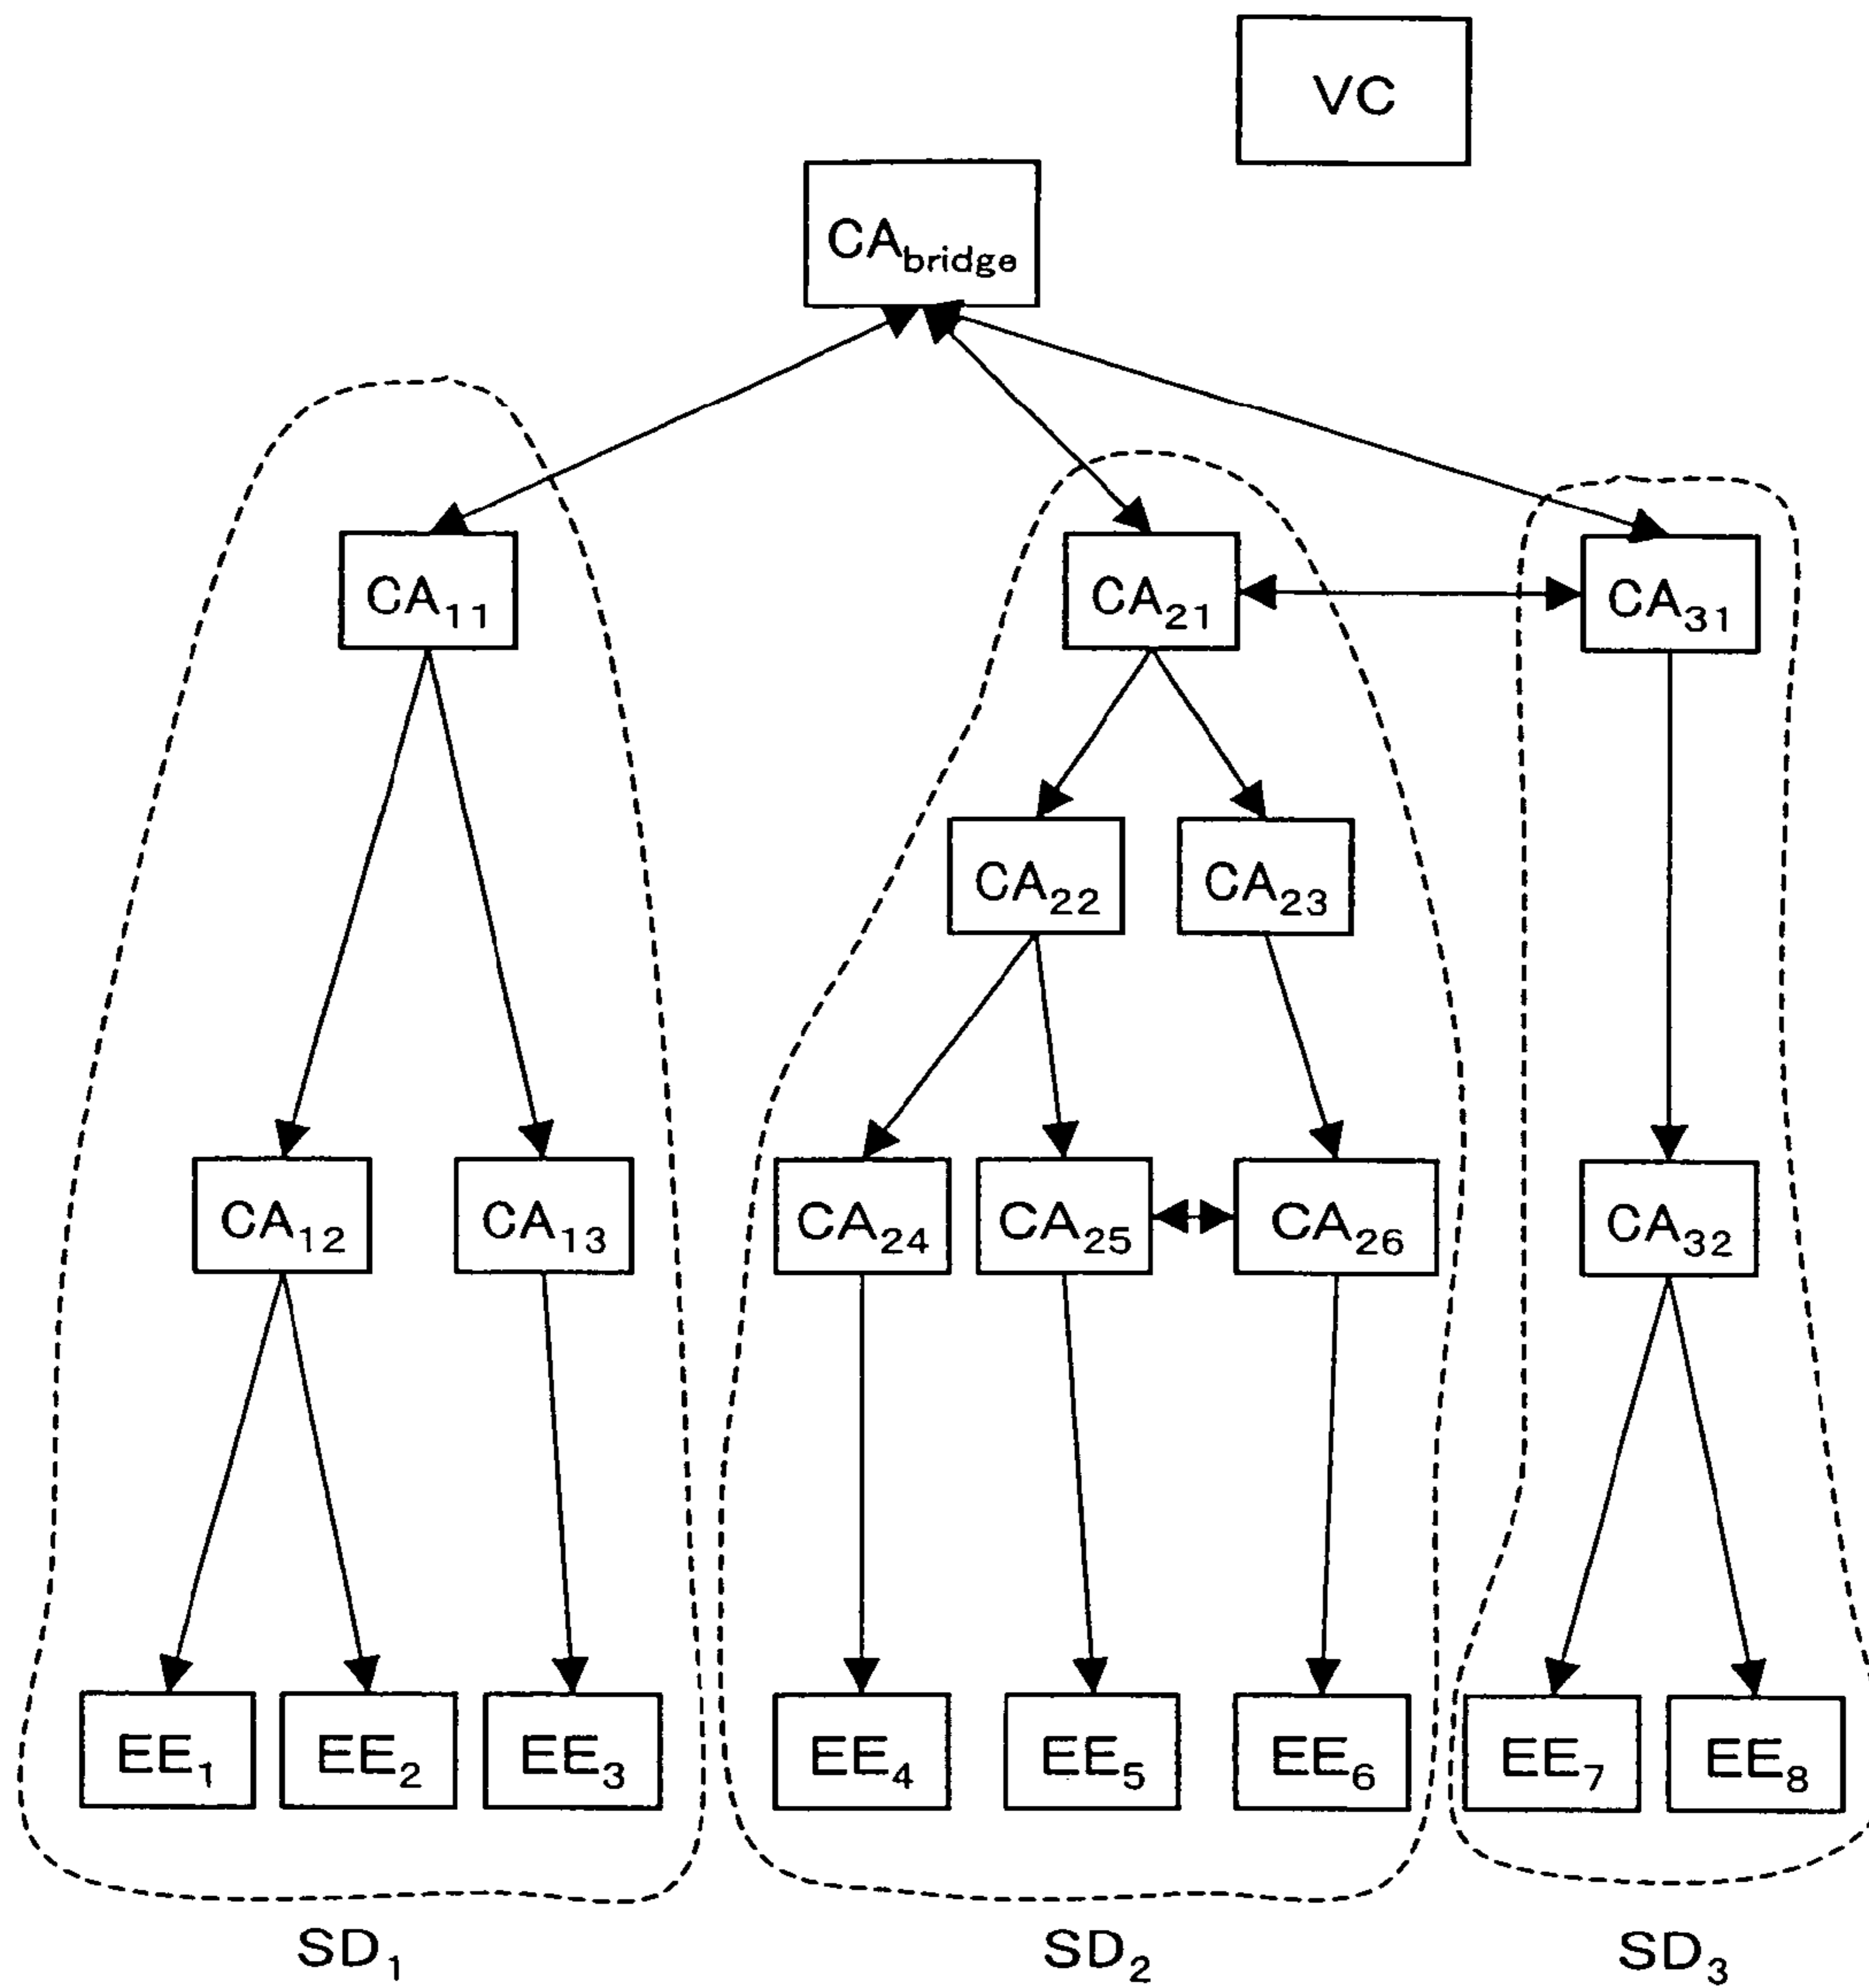 VC
CAbridge
CA11
CA21
CA31
CA22
CA23
CA12
CA13
CA24
CA25
CA26
CA32
EE1
EE2
EE3
EE4
EE5
EE6
EE7
EE8
SD1
SD2
SD3